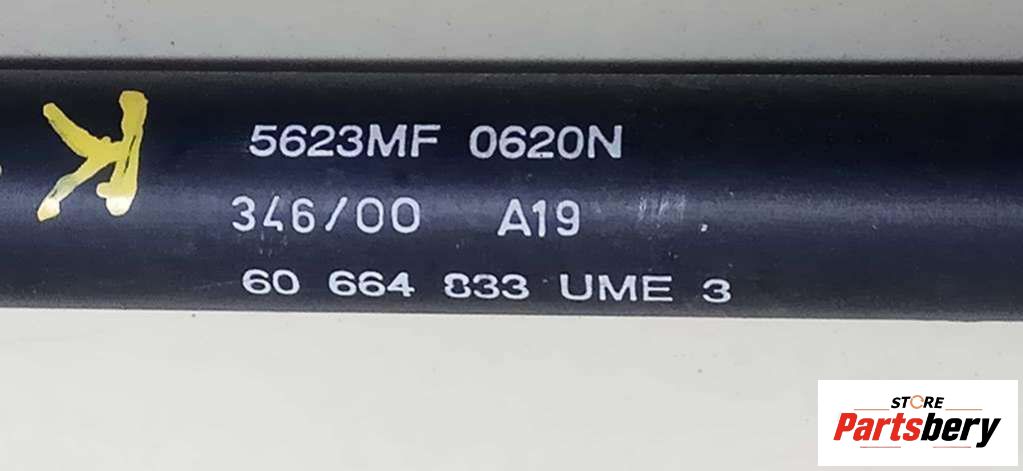 R
5623MF 0620N
346/00 A19
60 664 833 UME 3
STORE
Partsbery